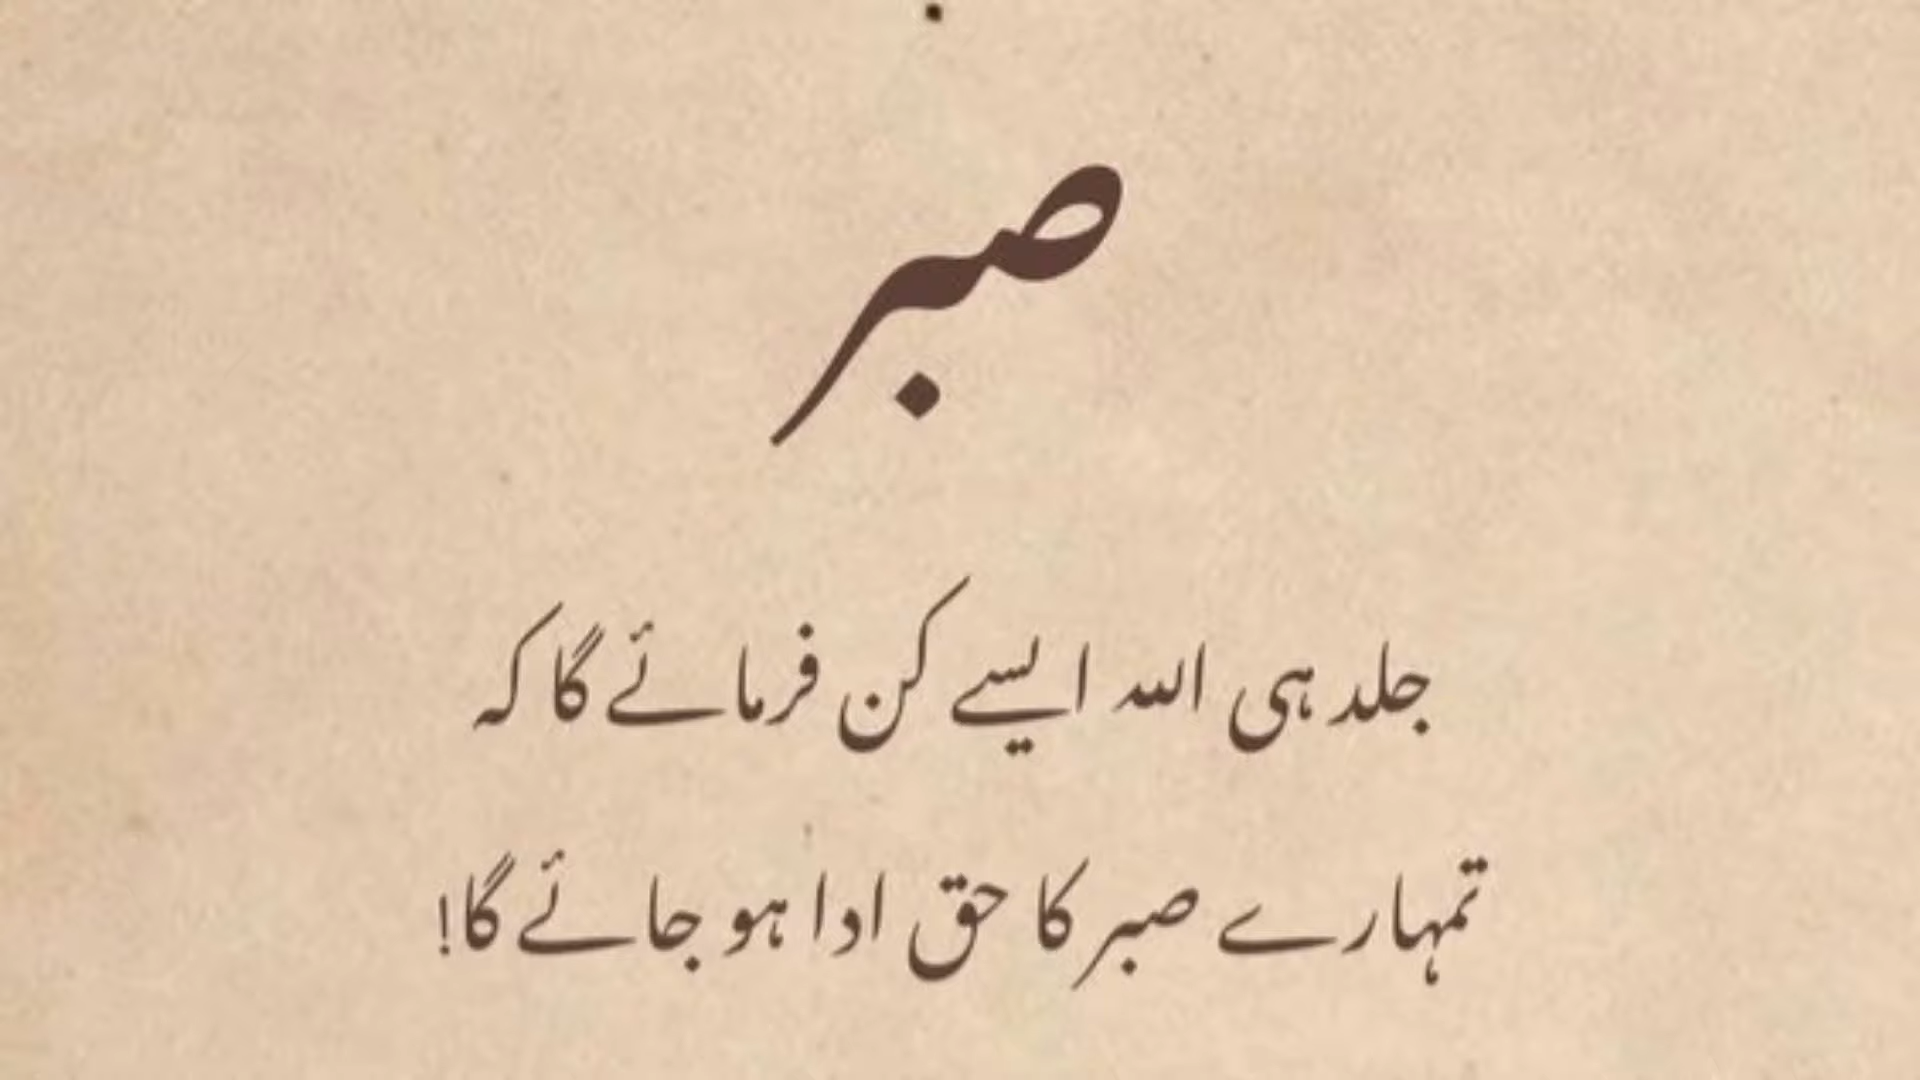 صبر
جلد ہی اللہ ایسے کن فرمائے گا کہ
تمہارے صبر کا حق ادا ہو جائے گا!